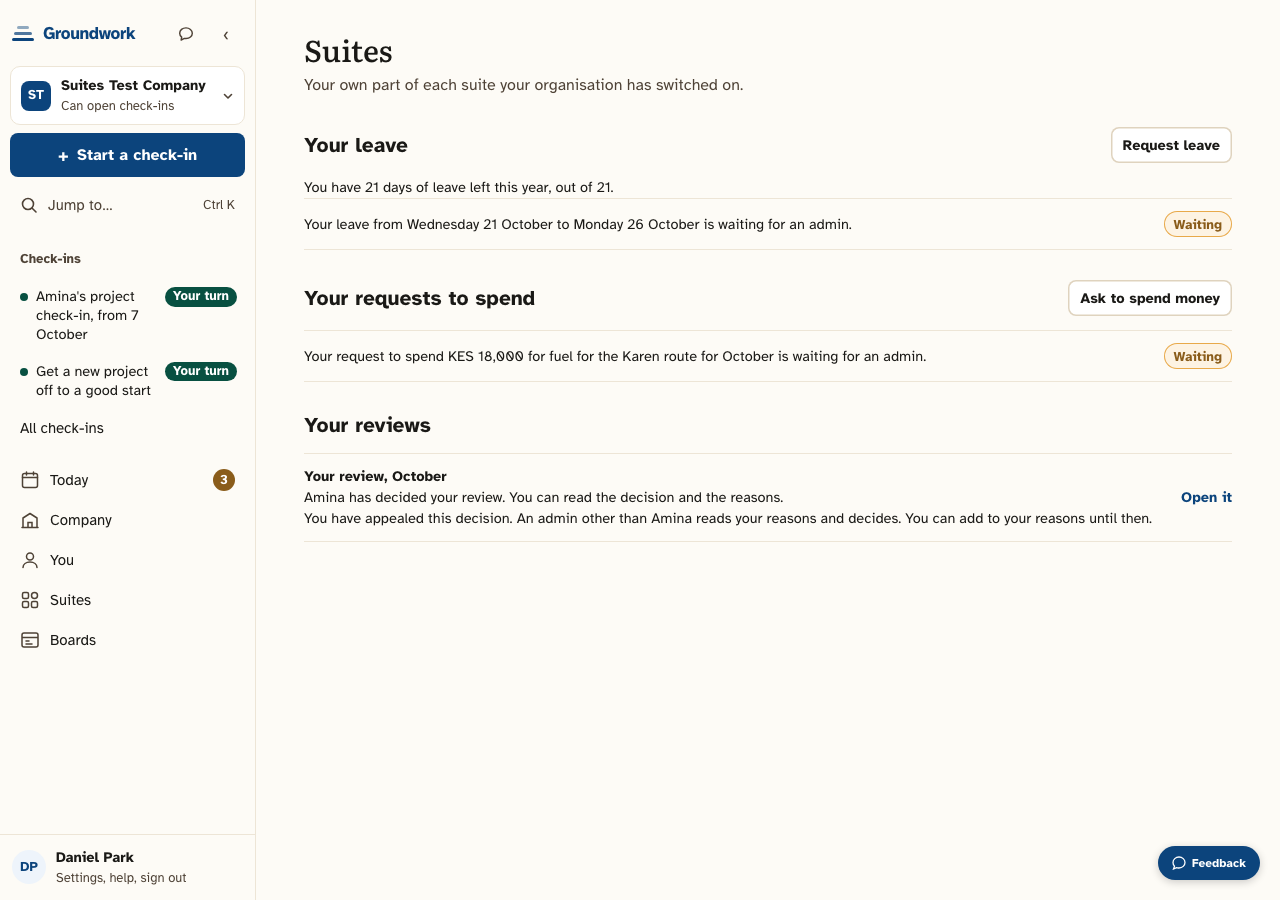 Groundwork
ST
Suites Test Company
Can open check-ins
+ Start a check-in
Jump to...
Ctrl K
Check-ins
Amina's project check-in, from 7 October
Your turn
Get a new project off to a good start
Your turn
All check-ins
Today
3
Company
You
Suites
Boards
DP
Daniel Park
Settings, help, sign out
Suites
Your own part of each suite your organisation has switched on.
Your leave
Request leave
You have 21 days of leave left this year, out of 21.
Your leave from Wednesday 21 October to Monday 26 October is waiting for an admin.
Waiting
Your requests to spend
Ask to spend money
Your request to spend KES 18,000 for fuel for the Karen route for October is waiting for an admin.
Waiting
Your reviews
Your review, October
Amina has decided your review. You can read the decision and the reasons.
Open it
You have appealed this decision. An admin other than Amina reads your reasons and decides. You can add to your reasons until then.
Feedback